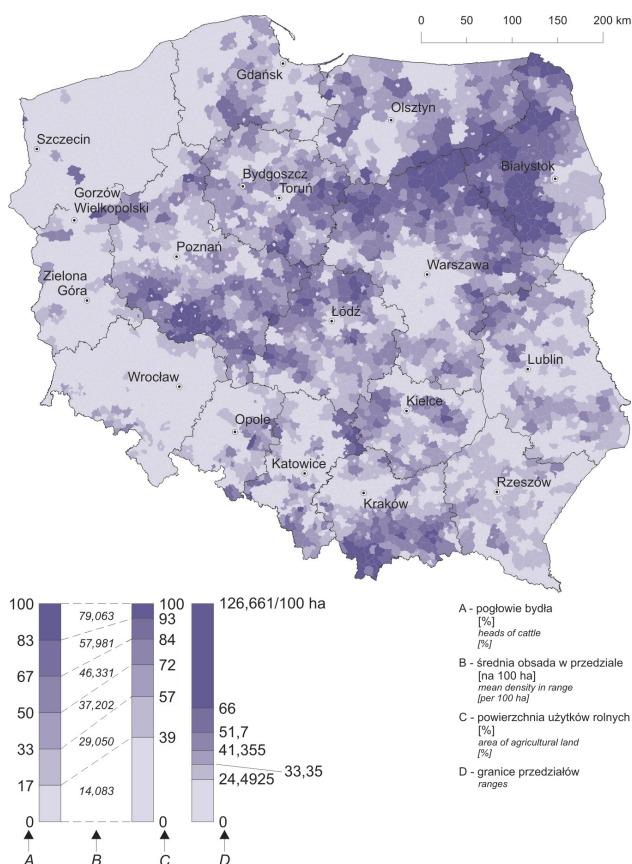 0 50 100 150 200 km
Gdańsk
Olsztyn
Szczecin
Białystok
Bydgoszcz
Toruń
Gorzów
Wielkopolski
Poznań
Warszawa
Zielona
Góra
Łódź
Lublin
Wrocław
Kielce
Opole
Katowice
Rzeszów
Kraków
100
83
67
50
33
17
0
79,063
57,981
46,331
37,202
29,050
14,083
100
93
84
72
57
39
0
126,661/100 ha
66
51,7
41,355
33,35
24,4925
0
A B C D
A - pogłowie bydła
[%]
heads of cattle
[%]
B - średnia obsada w przedziale
[na 100 ha]
mean density in range
[per 100 ha]
C - powierzchnia użytków rolnych
[%]
area of agricultural land
[%]
D - granice przedziałów
ranges